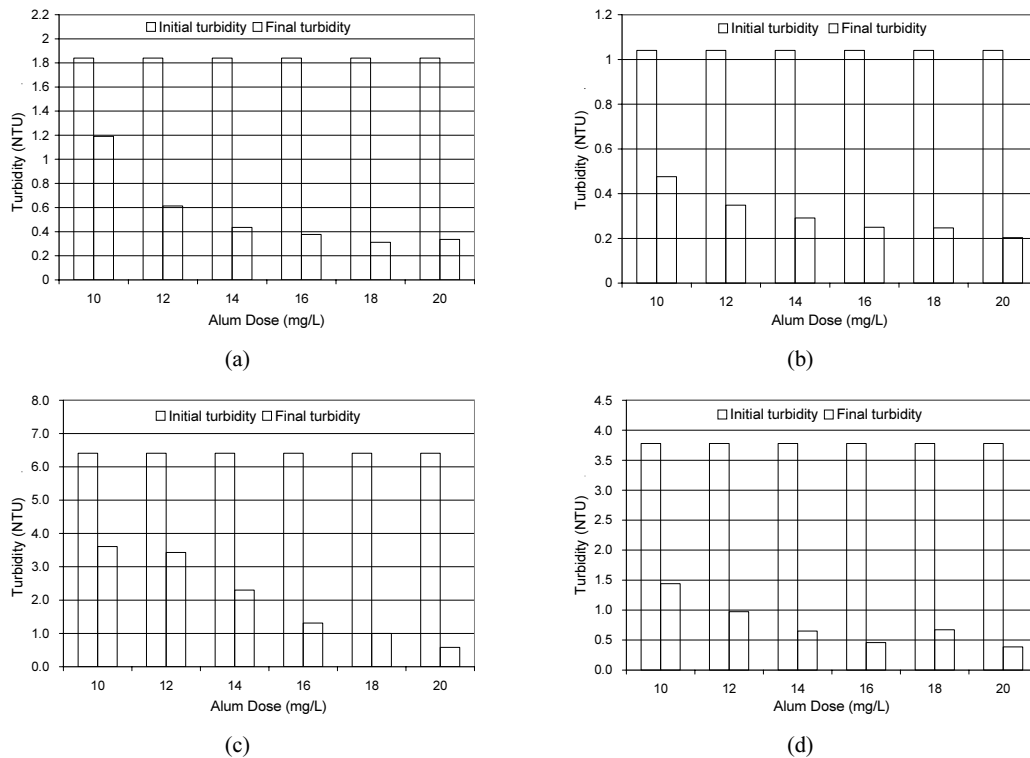 Initial turbidity Final turbidity
Turbidity (NTU)
2.2
2
1.8
1.6
1.4
1.2
1
0.8
0.6
0.4
0.2
0
10 12 14 16 18 20
Alum Dose (mg/L)
(a)
Initial turbidity Final turbidity
Turbidity (NTU)
1.2
1
0.8
0.6
0.4
0.2
0
10 12 14 16 18 20
Alum Dose (mg/L)
(b)
Initial turbidity Final turbidity
Turbidity (NTU)
8.0
7.0
6.0
5.0
4.0
3.0
2.0
1.0
0.0
10 12 14 16 18 20
Alum Dose (mg/L)
(c)
Initial turbidity Final turbidity
Turbidity (NTU)
4.5
4.0
3.5
3.0
2.5
2.0
1.5
1.0
0.5
0.0
10 12 14 16 18 20
Alum Dose (mg/L)
(d)